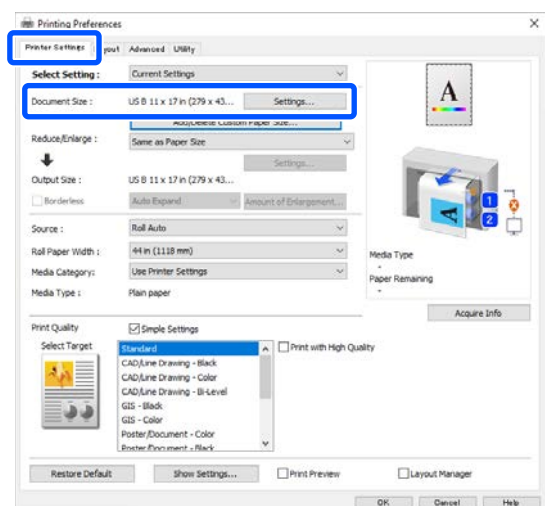 Printing Preferences
Printer Settings yout Advanced Utility
Select Setting : Current Settings
Document Size : US B 11 x 17 in (279 x 43... Settings...
Add/Delete Custom Paper Size...
Reduce/Enlarge : Same as Paper Size
Settings...
Output Size : US B 11 x 17 in (279 x 43...
Borderless Auto Expand Amount of Enlargement...
Source : Roll Auto
Roll Paper Width : 44 in (1118 mm)
Media Category: Use Printer Settings
Media Type : Plain paper
A
A
1
2
Media Type
-
Paper Remaining
-
Acquire Info
Print Quality Simple Settings
Select Target Standard Print with High Quality
CAD/Line Drawing - Black
CAD/Line Drawing - Color
CAD/Line Drawing - Bi-Level
GIS - Black
GIS - Color
Poster/Document - Color
Poster/Document - Black
Restore Default Show Settings... Print Preview Layout Manager
OK Cancel Help